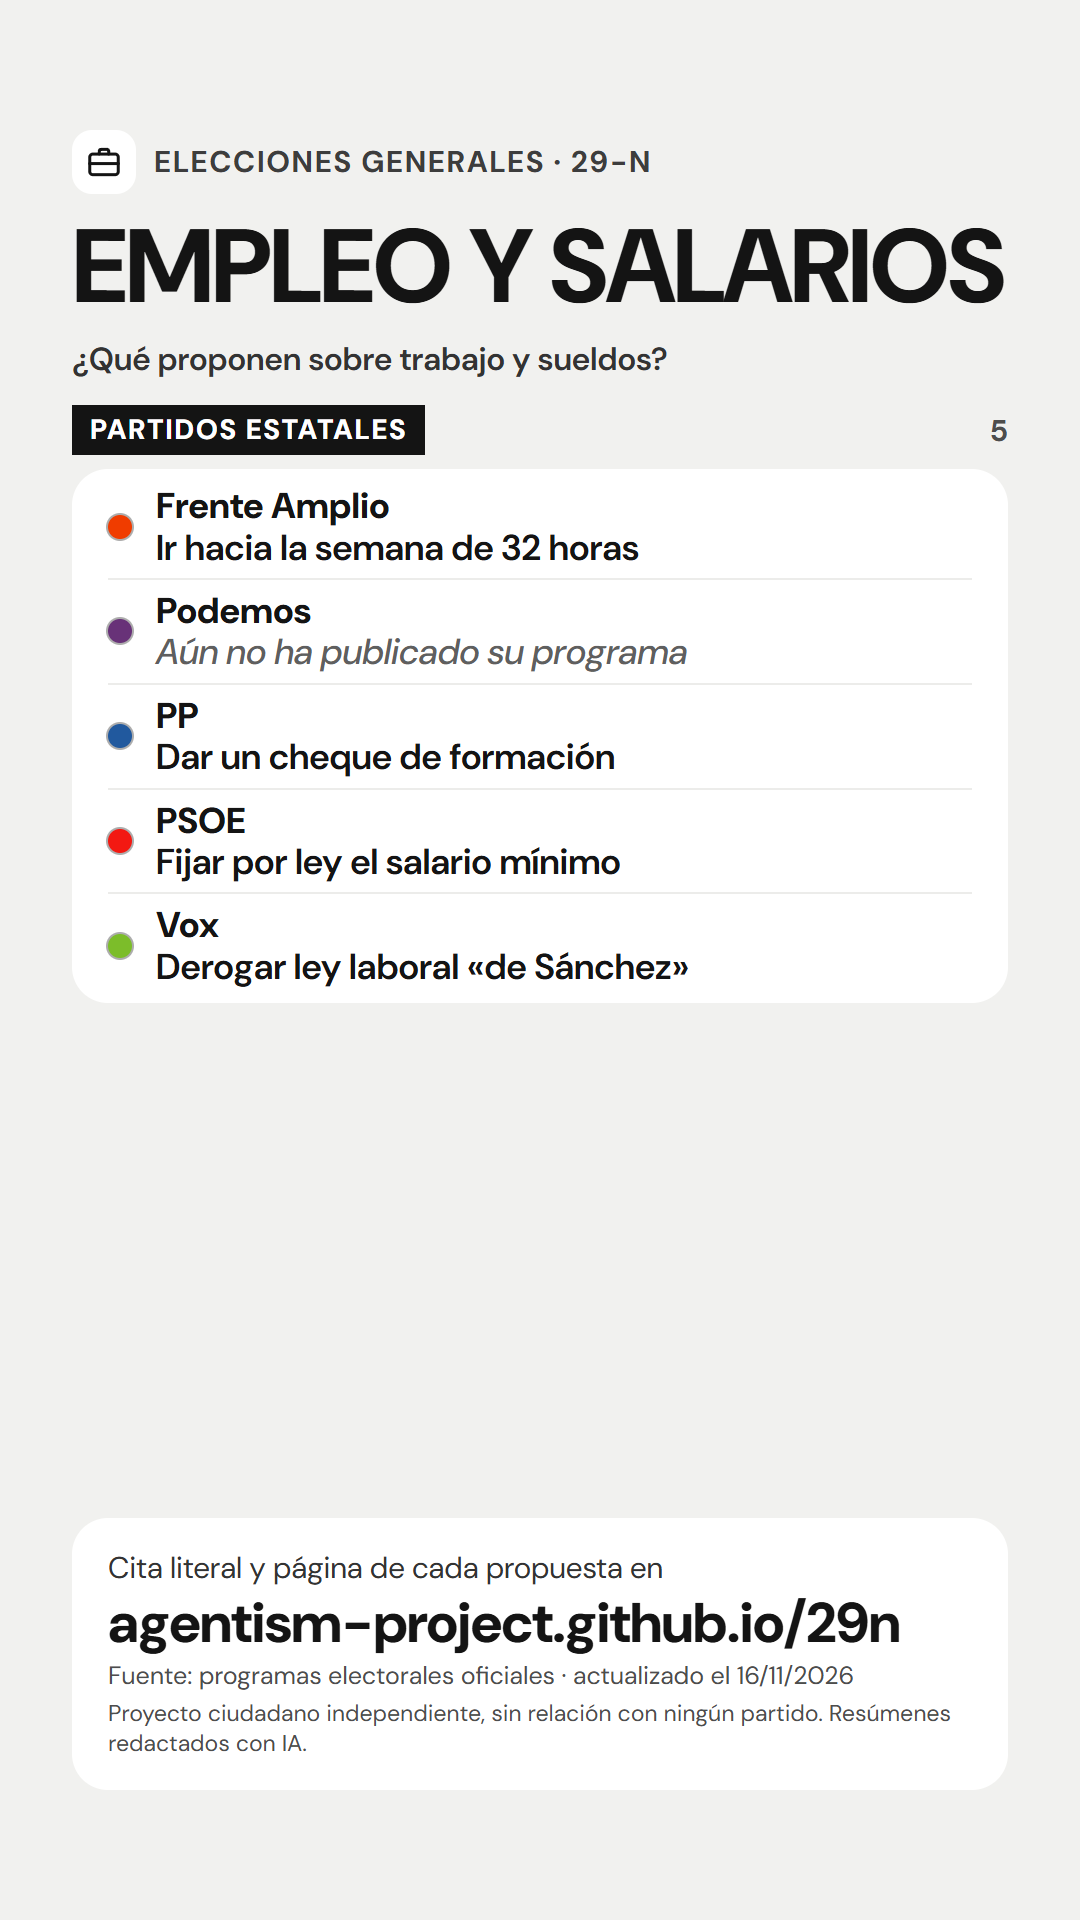 ELECCIONES GENERALES · 29-N
EMPLEO Y SALARIOS
¿Qué proponen sobre trabajo y sueldos?
PARTIDOS ESTATALES 5
Frente Amplio
Ir hacia la semana de 32 horas
Podemos
Aún no ha publicado su programa
PP
Dar un cheque de formación
PSOE
Fijar por ley el salario mínimo
Vox
Derogar ley laboral «de Sánchez»
Cita literal y página de cada propuesta en
agentism-project.github.io/29n
Fuente: programas electorales oficiales · actualizado el 16/11/2026
Proyecto ciudadano independiente, sin relación con ningún partido. Resúmenes
redactados con IA.